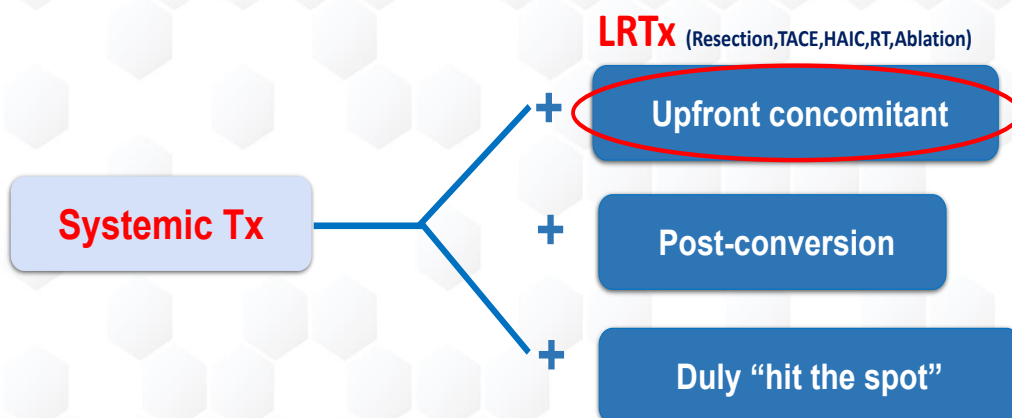 LRTx (Resection,TACE,HAIC,RT,Ablation)
+ Upfront concomitant
Systemic Tx
+ Post-conversion
+ Duly “hit the spot”